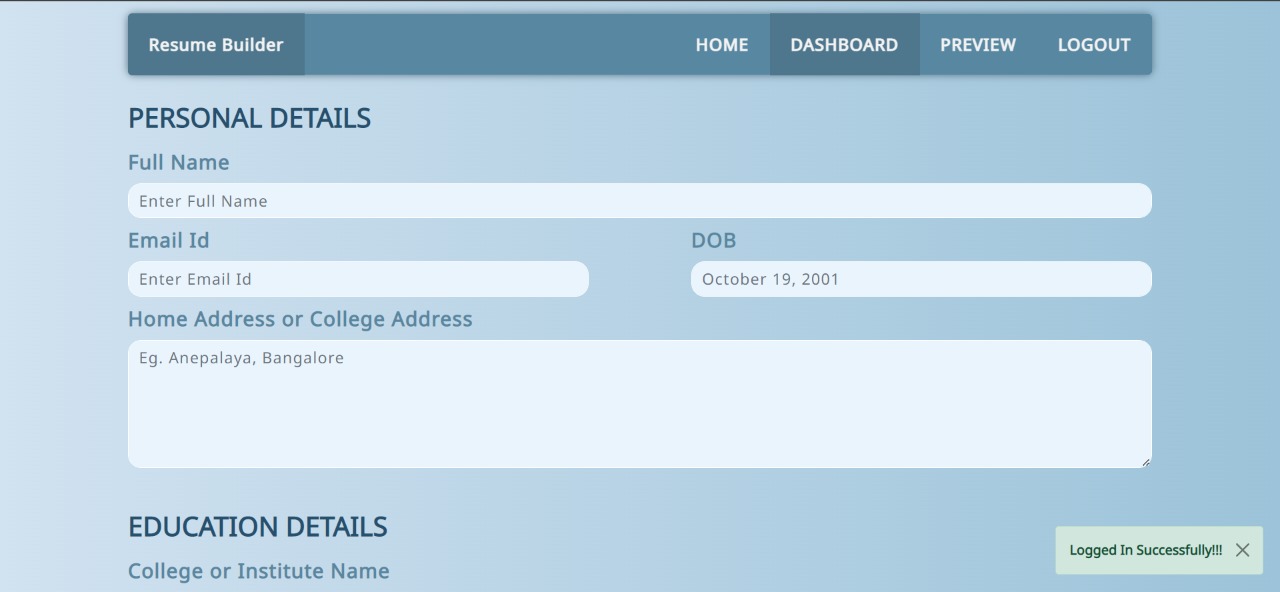 Resume Builder HOME DASHBOARD PREVIEW LOGOUT
PERSONAL DETAILS
Full Name
Enter Full Name
Email Id DOB
Enter Email Id October 19, 2001
Home Address or College Address
Eg. Anepalaya, Bangalore
EDUCATION DETAILS
Logged In Successfully!!!
College or Institute Name